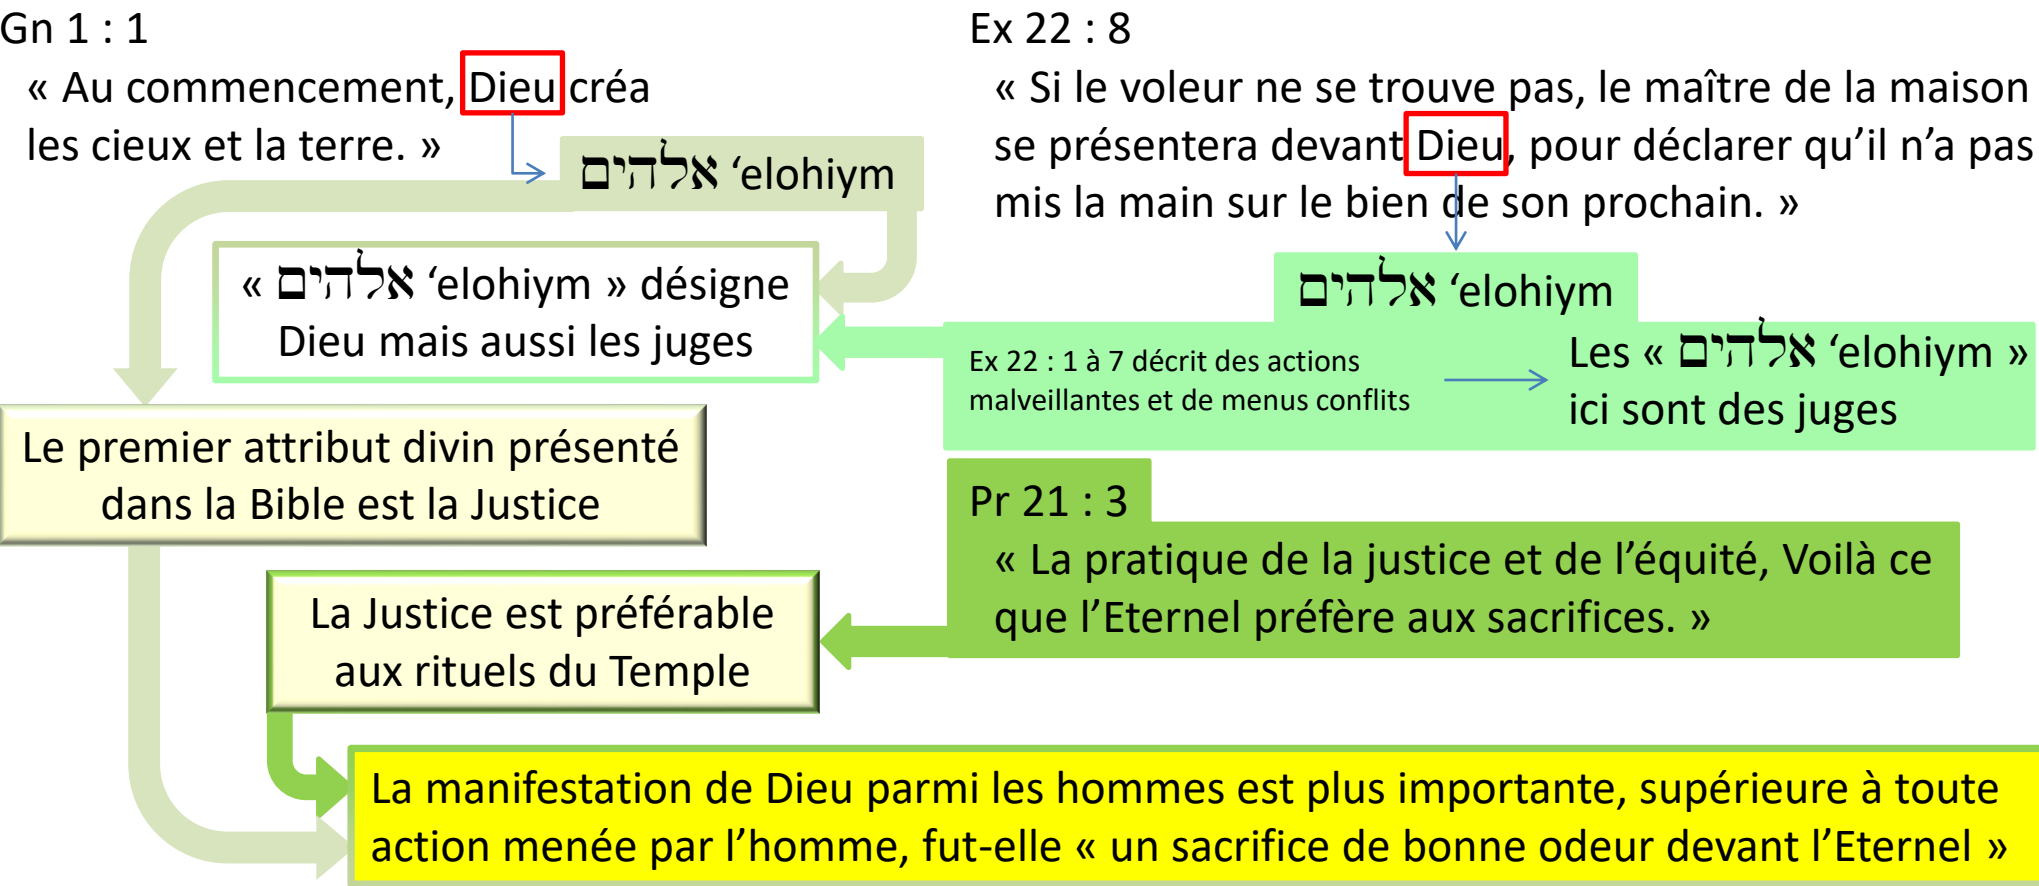 Gn 1 : 1
« Au commencement, Dieu créa
les cieux et la terre. »
אלהים ‘elohiym
« אלהים ‘elohiym » désigne
Dieu mais aussi les juges
Le premier attribut divin présenté
dans la Bible est la Justice
Ex 22 : 8
« Si le voleur ne se trouve pas, le maître de la maison
se présentera devant Dieu, pour déclarer qu’il n’a pas
mis la main sur le bien de son prochain. »
אלהים ‘elohiym
Ex 22 : 1 à 7 décrit des actions
malveillantes et de menus conflits
Les « אלהים ‘elohiym »
ici sont des juges
Pr 21 : 3
« La pratique de la justice et de l’équité, Voilà ce
que l’Eternel préfère aux sacrifices. »
La Justice est préférable
aux rituels du Temple
La manifestation de Dieu parmi les hommes est plus importante, supérieure à toute
action menée par l’homme, fut-elle « un sacrifice de bonne odeur devant l’Eternel »